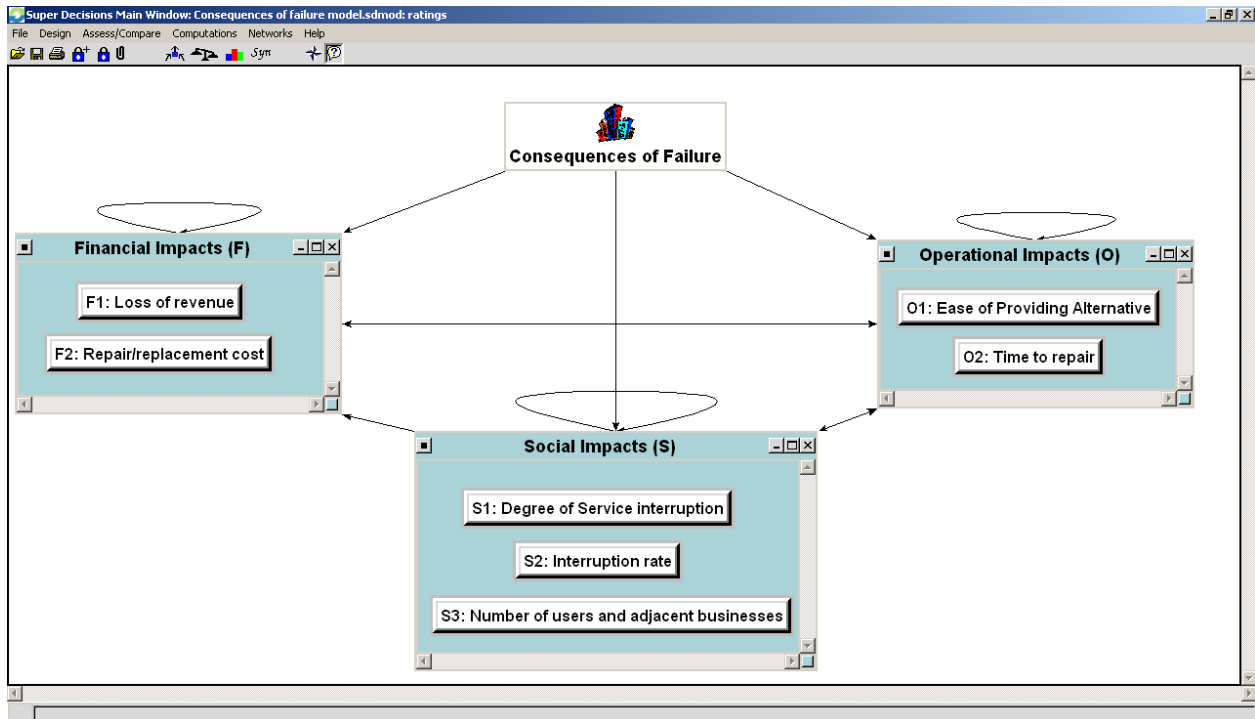 Super Decisions Main Window: Consequences of failure model.sdmod: ratings
File Design Assess/Compare Computations Networks Help
Syn
Consequences of Failure
Financial Impacts (F)
F1: Loss of revenue
F2: Repair/replacement cost
Operational Impacts (O)
O1: Ease of Providing Alternative
O2: Time to repair
Social Impacts (S)
S1: Degree of Service interruption
S2: Interruption rate
S3: Number of users and adjacent businesses